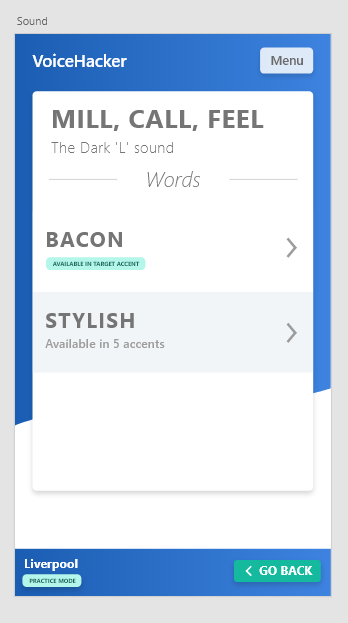 Sound
VoiceHacker
Menu
MILL, CALL, FEEL
The Dark 'L' sound
Words
BACON
AVAILABLE IN TARGET ACCENT
STYLISH
Available in 5 accents
Liverpool
PRACTICE MODE
GO BACK